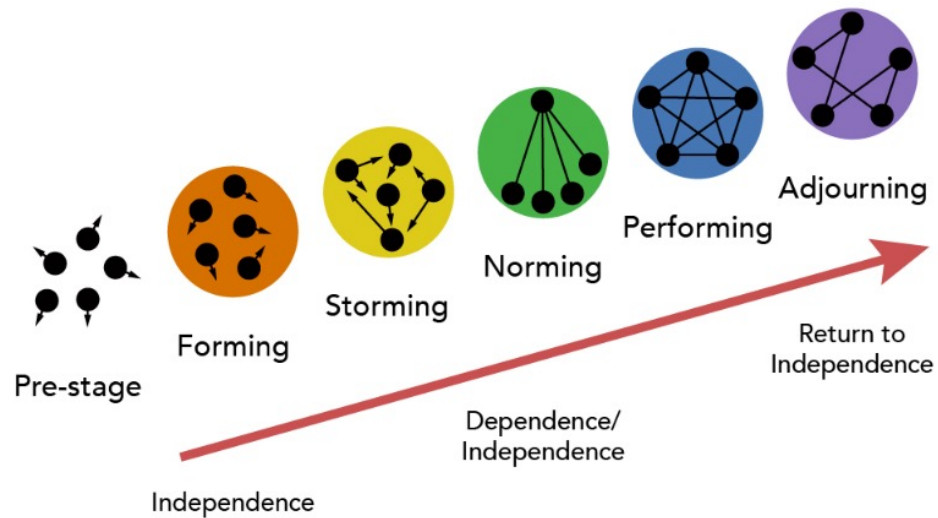 Pre-stage
Forming
Storming
Norming
Performing
Adjourning
Independence
Dependence/
Independence
Return to
Independence